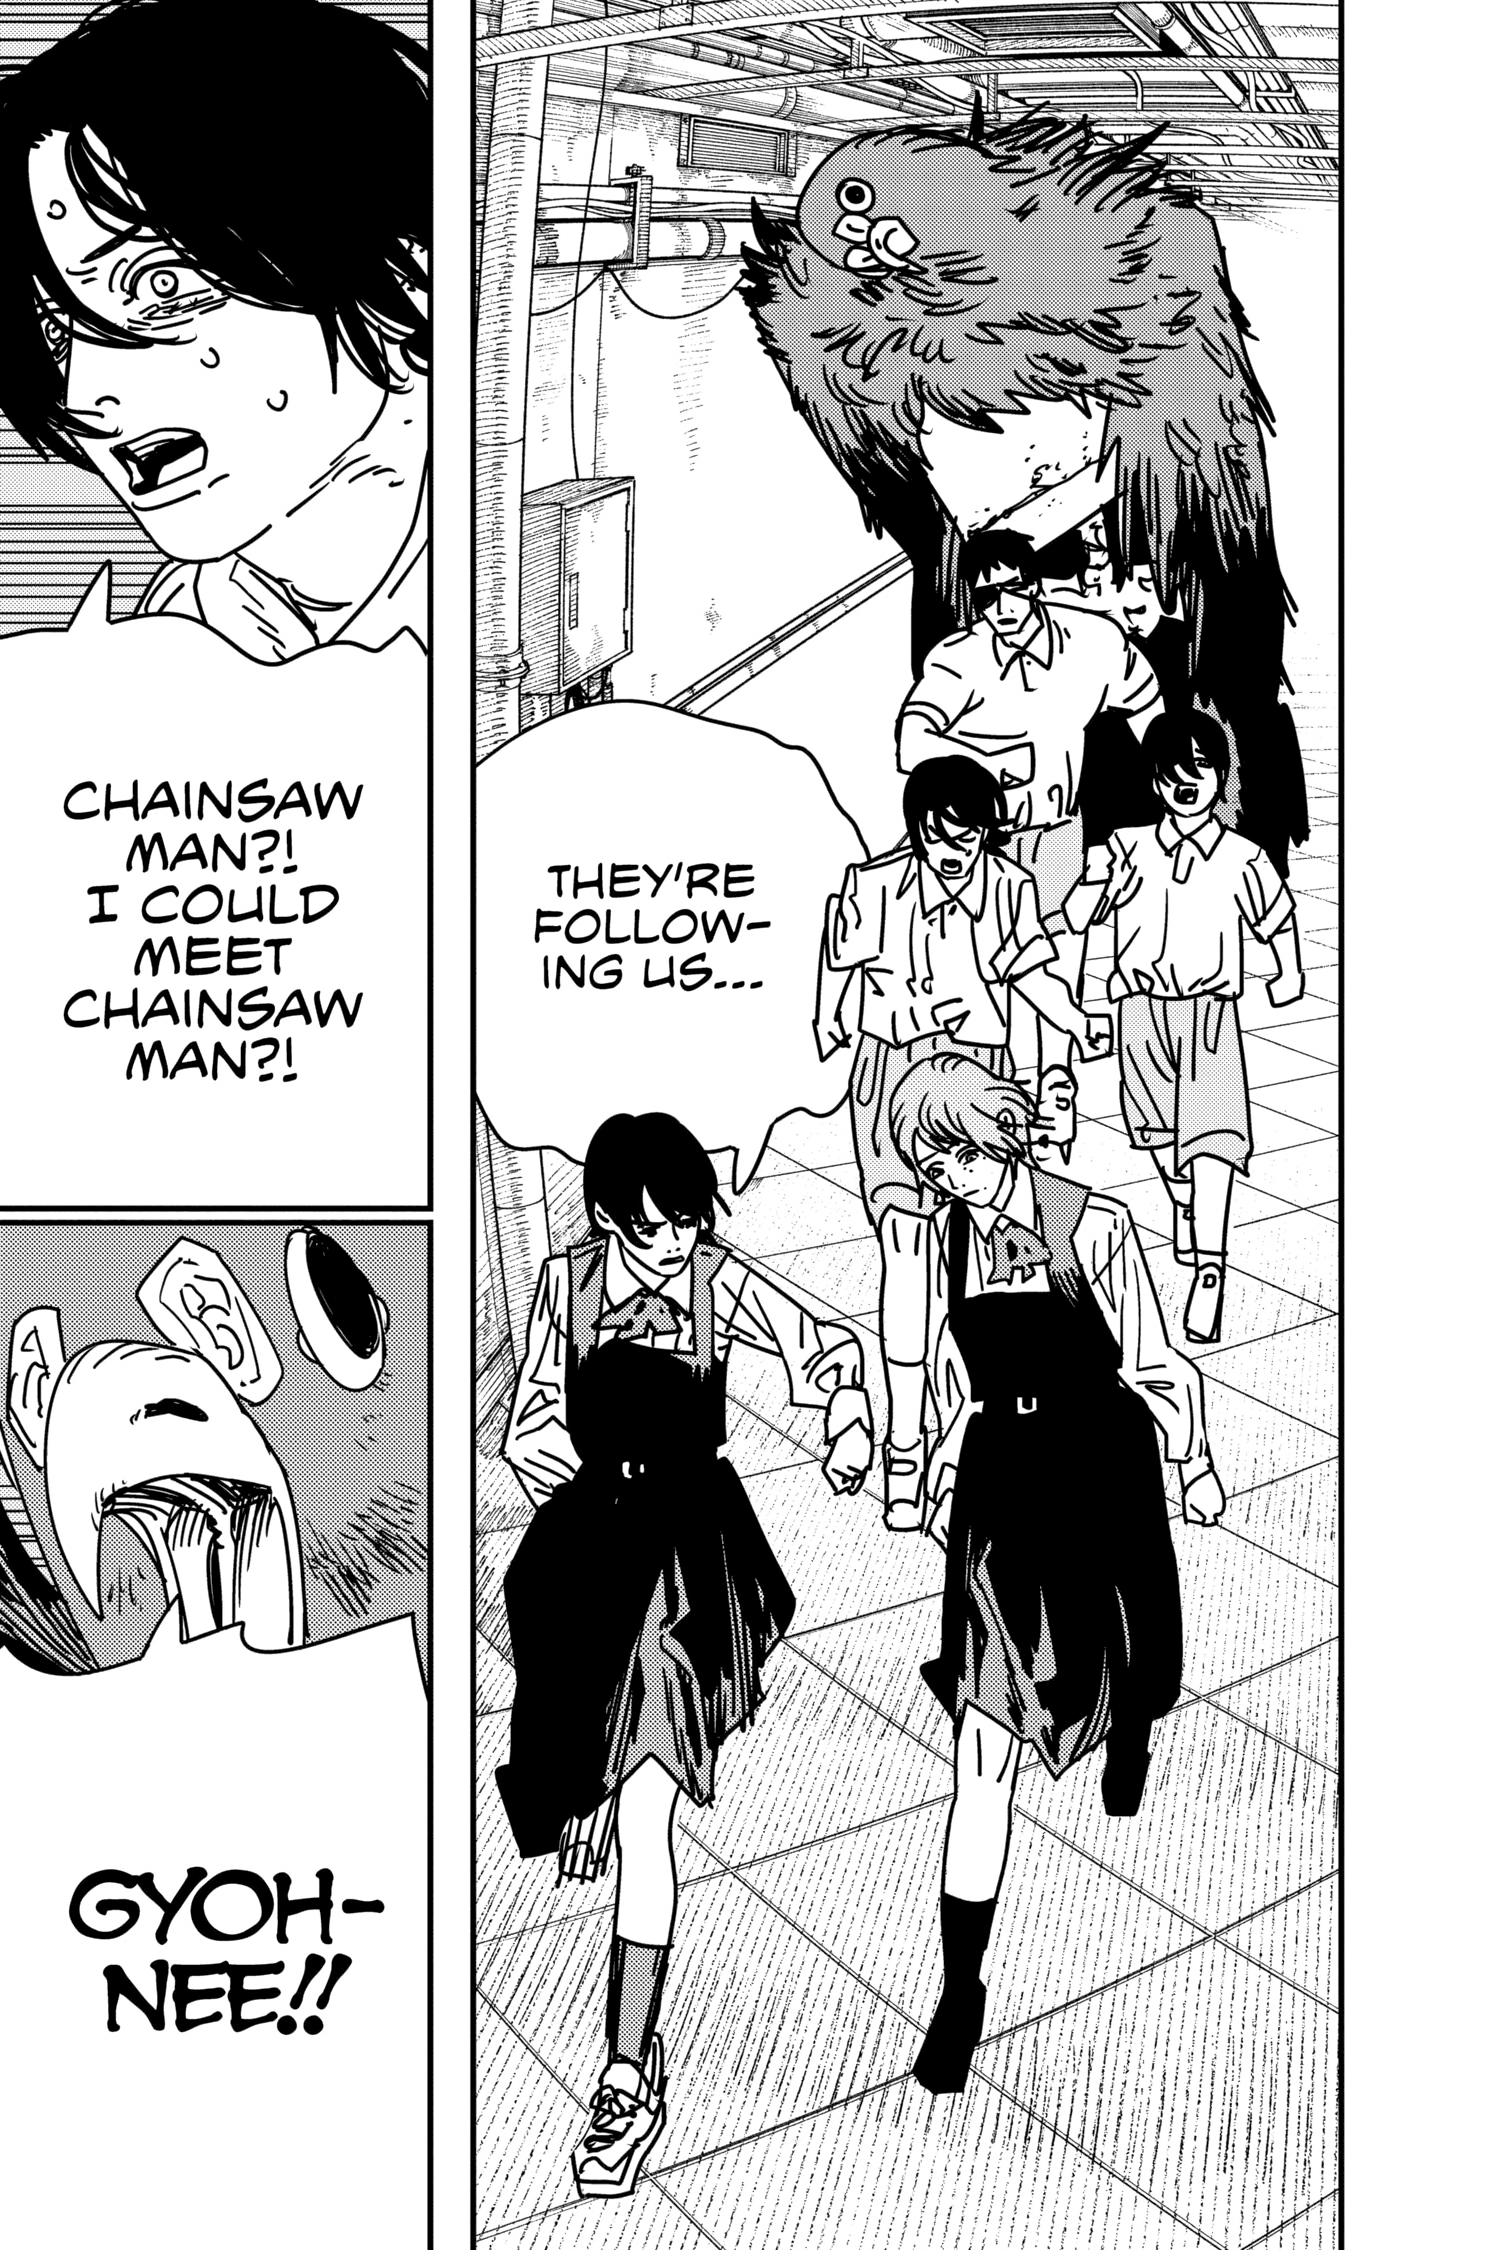 THEY'RE
FOLLOW-
ING US...
CHAINSAW
MAN?!
I COULD
MEET
CHAINSAW
MAN?!
GYOH-
NEE!!